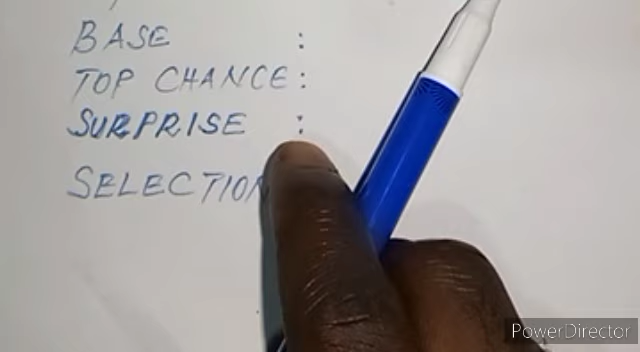 BASE :
TOP CHANCE :
SURPRISE :
SELECTION
PowerDirector